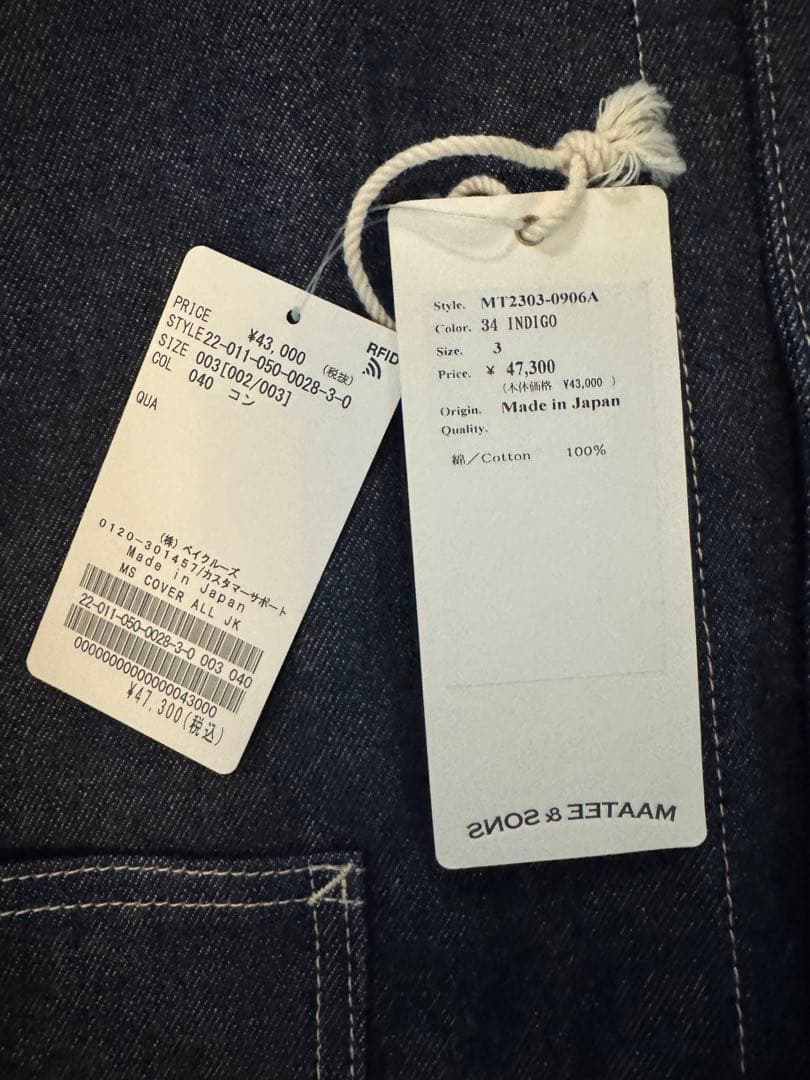 PRICE ¥43,000 (税抜)
STYLE22-011-050-0028-3-0
SIZE 003[002/003]
COL 040 コン
QUA
RFID
(株) ベイクルーズ
0120-301457/カスタマーサポート
Made in Japan
MS COVER ALL JK
22-011-050-0028-3-0 003 040
0000000000000043000
¥47,300(税込)
Style. MT2303-0906A
Color. 34 INDIGO
Size. 3
Price. ¥ 47,300
(本体価格 ¥43,000 )
Origin. Made in Japan
Quality.
綿/Cotton 100%
MAATEE & SONS